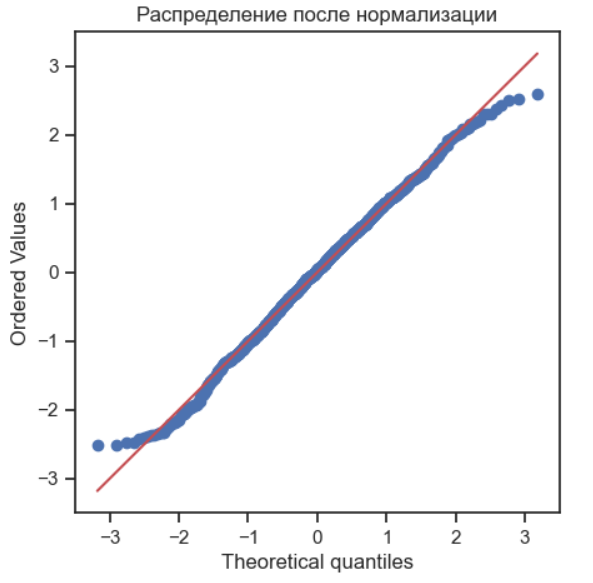 Распределение после нормализации
3
2
1
0
−1
−2
−3
Ordered Values
−3 −2 −1 0 1 2 3
Theoretical quantiles